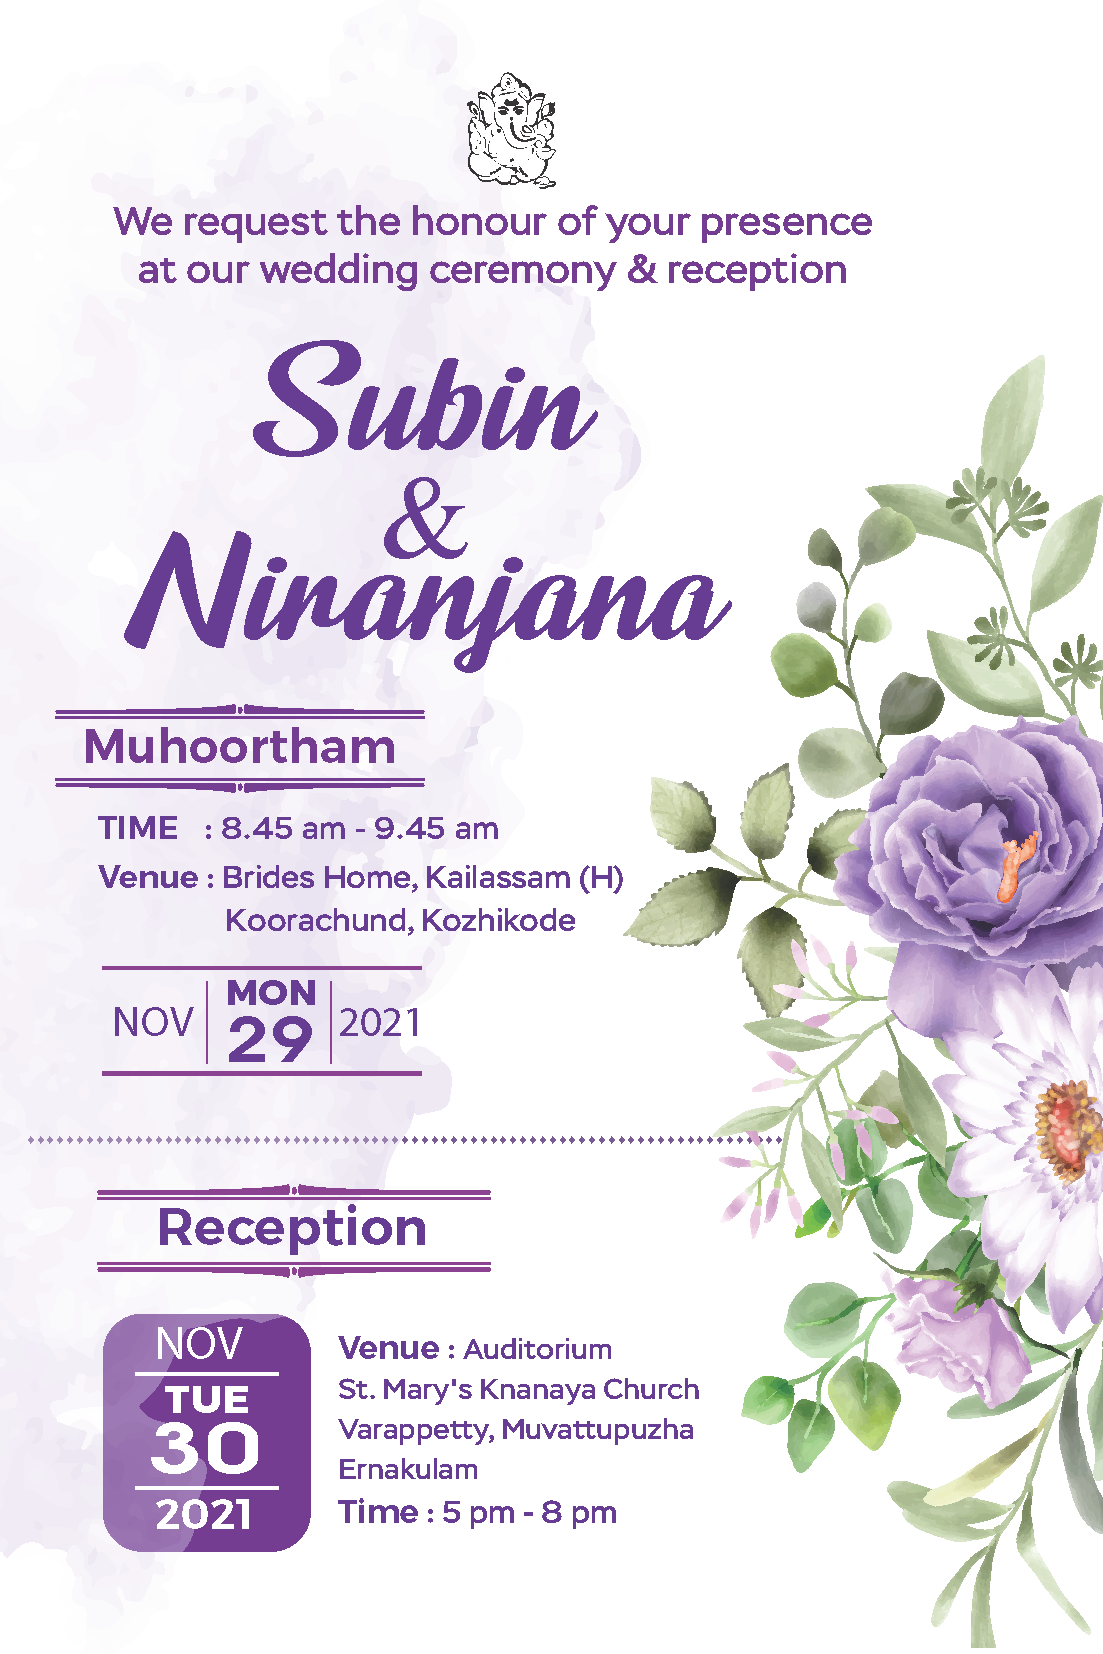 We request the honour of your presence
at our wedding ceremony & reception
Subin
&
Niranjana
Muhoortham
TIME : 8.45 am - 9.45 am
Venue : Brides Home, Kailassam (H)
Koorachund, Kozhikode
NOV
MON
29
2021
Reception
NOV
TUE
30
2021
Venue : Auditorium
St. Mary's Knanaya Church
Varappetty, Muvattupuzha
Ernakulam
Time : 5 pm - 8 pm